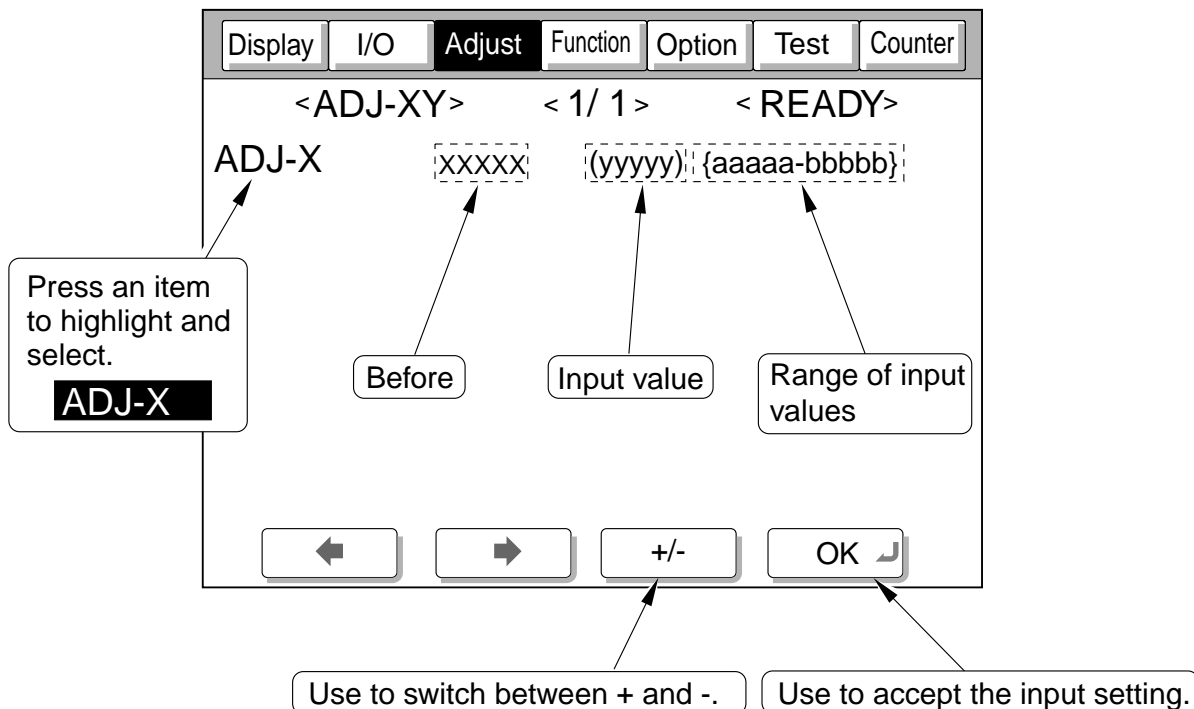 Display I/O Adjust Function Option Test Counter
<ADJ-XY> < 1/ 1 > < READY>
ADJ-X XXXXX (yyyyy) {aaaaa-bbbbb}
Press an item
to highlight and
select.
ADJ-X
Before
Input value
Range of input
values
+/- OK
Use to switch between + and -.
Use to accept the input setting.